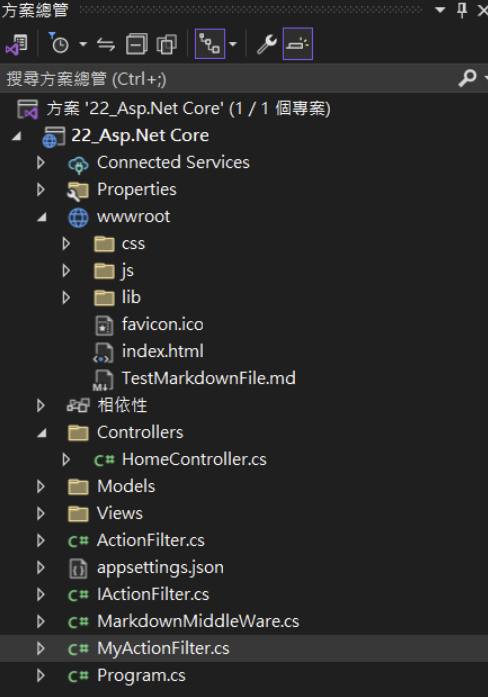 方案總管
搜尋方案總管 (Ctrl+;)
方案 '22_Asp.Net Core' (1 / 1 個專案)
22_Asp.Net Core
Connected Services
Properties
wwwroot
css
js
lib
favicon.ico
index.html
TestMarkdownFile.md
相依性
Controllers
C# HomeController.cs
Models
Views
C# ActionFilter.cs
appsettings.json
C# IActionFilter.cs
C# MarkdownMiddleWare.cs
C# MyActionFilter.cs
C# Program.cs